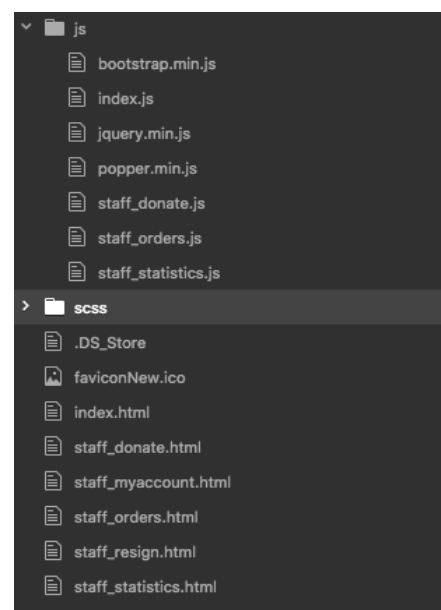 js
bootstrap.min.js
index.js
jquery.min.js
popper.min.js
staff_donate.js
staff_orders.js
staff_statistics.js
scss
.DS_Store
faviconNew.ico
index.html
staff_donate.html
staff_myaccount.html
staff_orders.html
staff_resign.html
staff_statistics.html